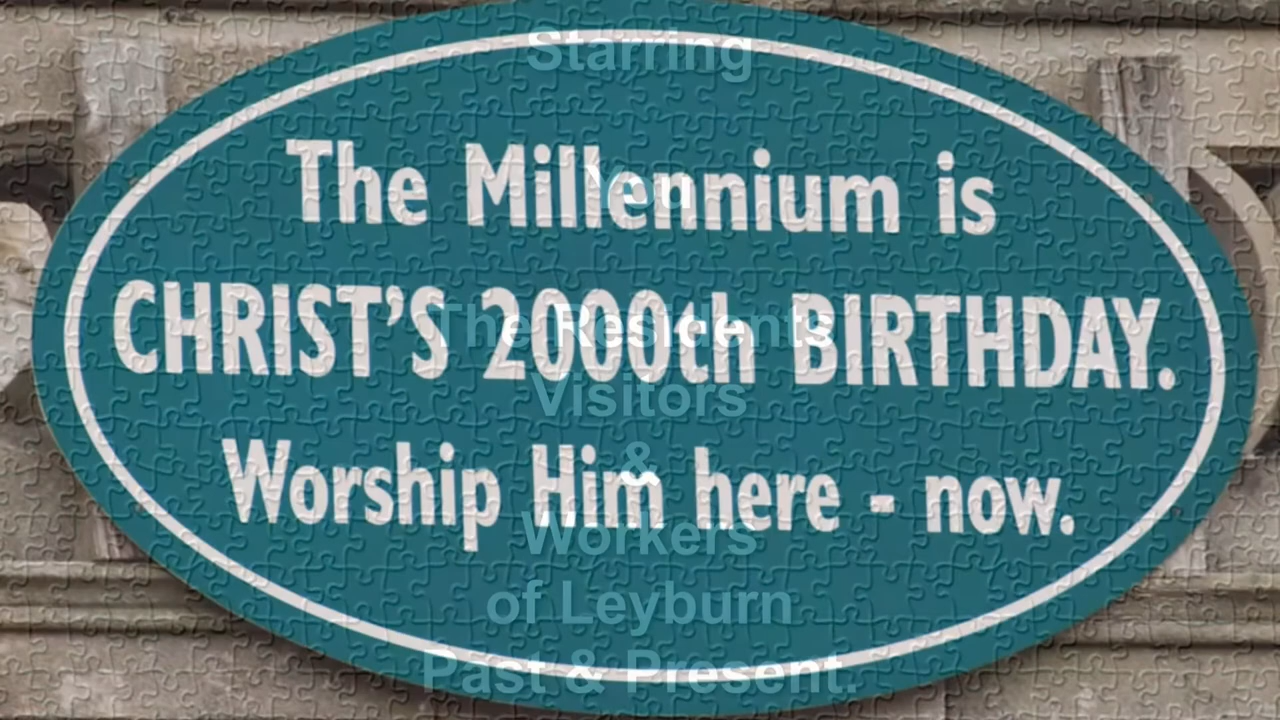 Starring
The Millennium is
You
CHRIST'S 2000th BIRTHDAY.
The Residents
Visitors
&
Worship Him here - now.
Workers
of Leyburn
Past & Present.